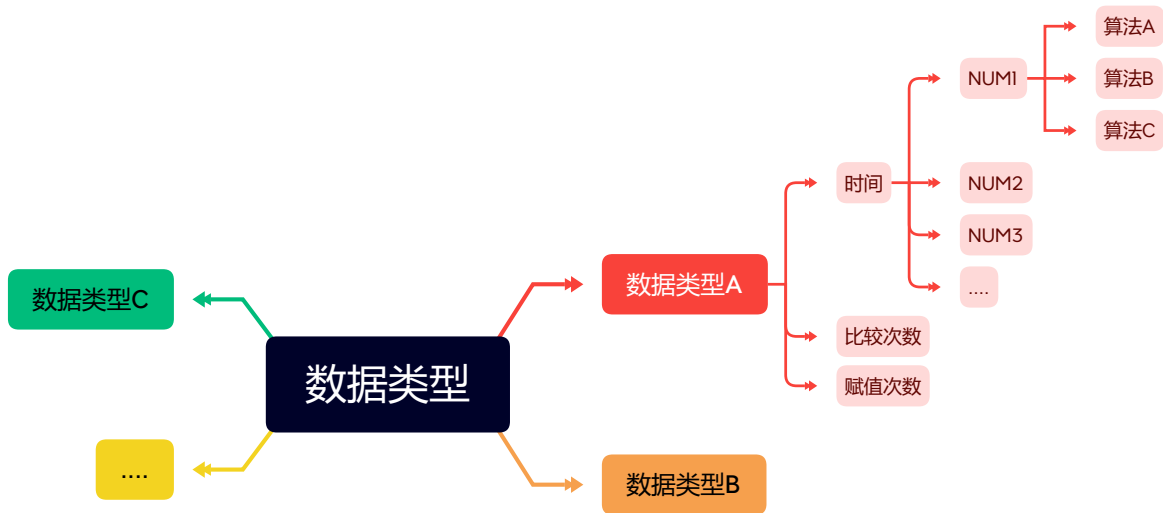 数据类型
数据类型A
时间
NUM1
算法A
算法B
算法C
NUM2
NUM3
....
比较次数
赋值次数
数据类型B
数据类型C
....